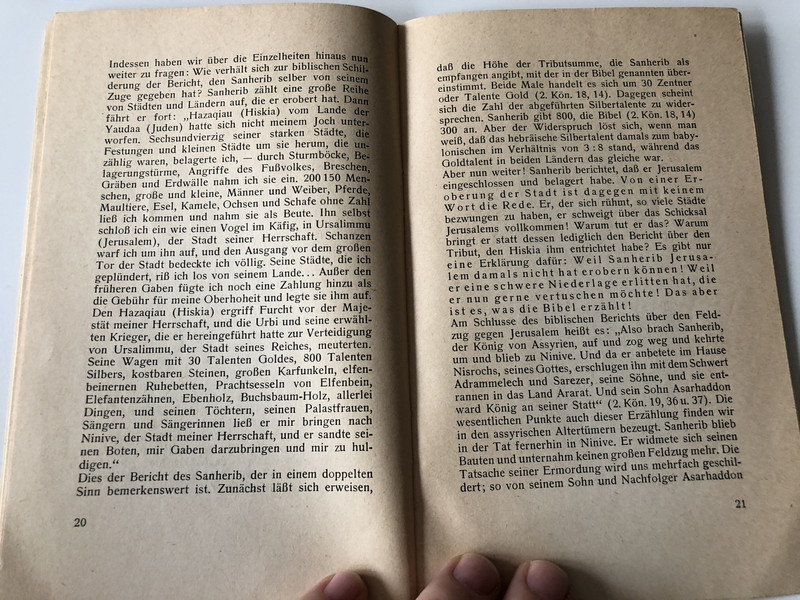 Indessen haben wir über die Einzelheiten hinaus nun
weiter zu fragen: Wie verhält sich zur biblischen Schil-
derung der Bericht, den Sanherib selber von seinem
Zuge gegeben hat? Sanherib zählt eine große Reihe
von Städten und Ländern auf, die er erobert hat. Dann
fährt er fort: „Hazaqiau (Hiskia) vom Lande der
Yaudaa (Juden) hatte sich nicht meinem Joch unter-
worfen. Sechsundvierzig seiner starken Städte, die
Festungen und kleinen Städte um sie herum, die un-
zählig waren, belagerte ich, — durch Sturmböcke, Be-
lagerungstürme, Angriffe des Fußvolkes, Breschen,
Gräben und Erdwälle nahm ich sie ein. 200 150 Men-
schen, große und kleine, Männer und Weiber, Pferde,
Maultiere, Esel, Kamele, Ochsen und Schafe ohne Zahl
ließ ich kommen und nahm sie als Beute. Ihn selbst
schloß ich ein wie einen Vogel im Käfig, in Ursalimmu
(Jerusalem), der Stadt seiner Herrschaft. Schanzen
warf ich um ihn auf, und den Ausgang vor dem großen
Tor der Stadt bedeckte ich völlig. Seine Städte, die ich
geplündert, riß ich los von seinem Lande... Außer den
früheren Gaben fügte ich noch eine Zahlung hinzu als
die Gebühr für meine Oberhoheit und legte sie ihm auf.
Den Hazaqiau (Hiskia) ergriff Furcht vor der Maje-
stät meiner Herrschaft, und die Urbi und seine erwähl-
ten Krieger, die er hereingeführt hatte zur Verteidigung
von Ursalimmu, der Stadt seines Reiches, meuterten.
Seine Wagen mit 30 Talenten Goldes, 800 Talenten
Silbers, kostbaren Steinen, großen Karfunkeln, elfen-
beinernen Ruhebetten, Prachtsesseln von Elfenbein,
Elefantenzähnen, Ebenholz, Buchsbaum-Holz, allerlei
Dingen, und seinen Töchtern, seinen Palastfrauen,
Sängern und Sängerinnen ließ er mir bringen nach
Ninive, der Stadt meiner Herrschaft, und er sandte sei-
nen Boten, mir Gaben darzubringen und mir zu hul-
digen.“
Dies der Bericht des Sanherib, der in einem doppelten
Sinn bemerkenswert ist. Zunächst läßt sich erweisen,
20
daß die Höhe der Tributsumme, die Sanherib als
empfangen angibt, mit der in der Bibel genannten über-
einstimmt. Beide Male handelt es sich um 30 Zentner
oder Talente Gold (2. Kön. 18, 14). Dagegen scheint
sich die Zahl der abgeführten Silbertalente zu wider-
sprechen. Sanherib gibt 800, die Bibel (2. Kön. 18, 14)
300 an. Aber der Widerspruch löst sich, wenn man
weiß, daß das hebräische Silbertalent damals zum baby-
lonischen im Verhältnis von 3 : 8 stand, während das
Goldtalent in beiden Ländern das gleiche war.
Aber nun weiter! Sanherib berichtet, daß er Jerusalem
eingeschlossen und belagert habe. Von einer Er-
oberung der Stadt ist dagegen mit keinem
Wort die Rede. Er, der sich rühmt, so viele Städte
bezwungen zu haben, er schweigt über das Schicksal
Jerusalems vollkommen! Warum tut er das? Warum
bringt er statt dessen lediglich den Bericht über den
Tribut, den Hiskia ihm entrichtet habe? Es gibt nur
eine Erklärung dafür: Weil Sanherib Jerusa-
lem damals nicht hat erobern können! Weil
er eine schwere Niederlage erlitten hat, die
er nun gerne vertuschen möchte! Das aber
ist es, was die Bibel erzählt!
Am Schlusse des biblischen Berichts über den Feld-
zug gegen Jerusalem heißt es: „Also brach Sanherib,
der König von Assyrien, auf und zog weg und kehrte
um und blieb zu Ninive. Und da er anbetete im Hause
Nisrochs, seines Gottes, erschlugen ihn mit dem Schwert
Adrammelech und Sarezer, seine Söhne, und sie ent-
rannen in das Land Ararat. Und sein Sohn Asarhaddon
ward König an seiner Statt“ (2. Kön. 19, 36 u. 37). Die
wesentlichen Punkte auch dieser Erzählung finden wir
in den assyrischen Altertümern bezeugt. Sanherib blieb
in der Tat fernerhin in Ninive. Er widmete sich seinen
Bauten und unternahm keinen großen Feldzug mehr. Die
Tatsache seiner Ermordung wird uns mehrfach geschil-
dert; so von seinem Sohn und Nachfolger Asarhaddon
21